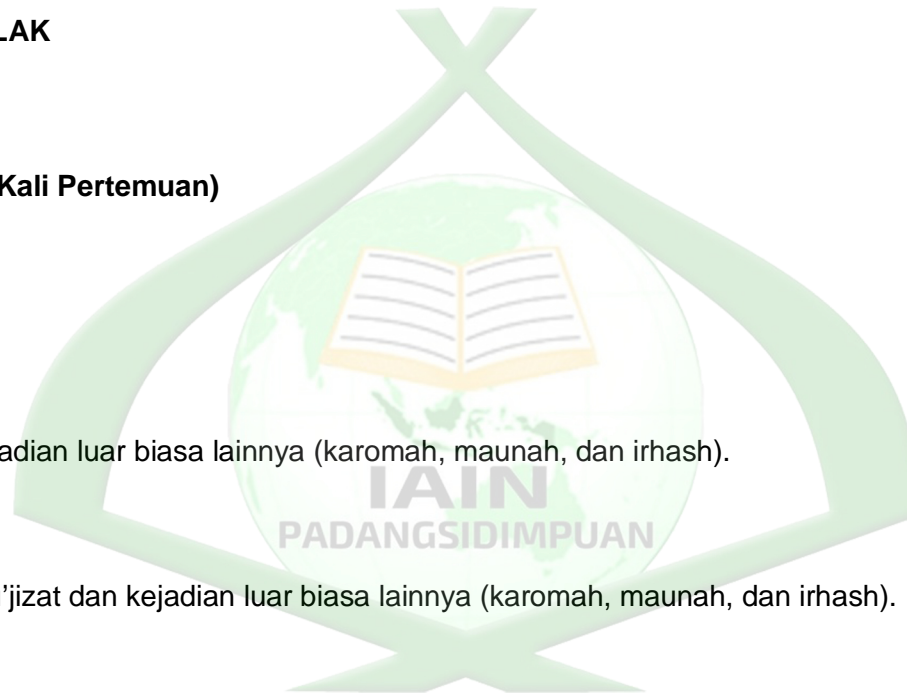 LAK
Kali Pertemuan)
adian luar biasa lainnya (karomah, maunah, dan irhash).
IAIN
PADANGSIDIMPUAN
'jizat dan kejadian luar biasa lainnya (karomah, maunah, dan irhash).